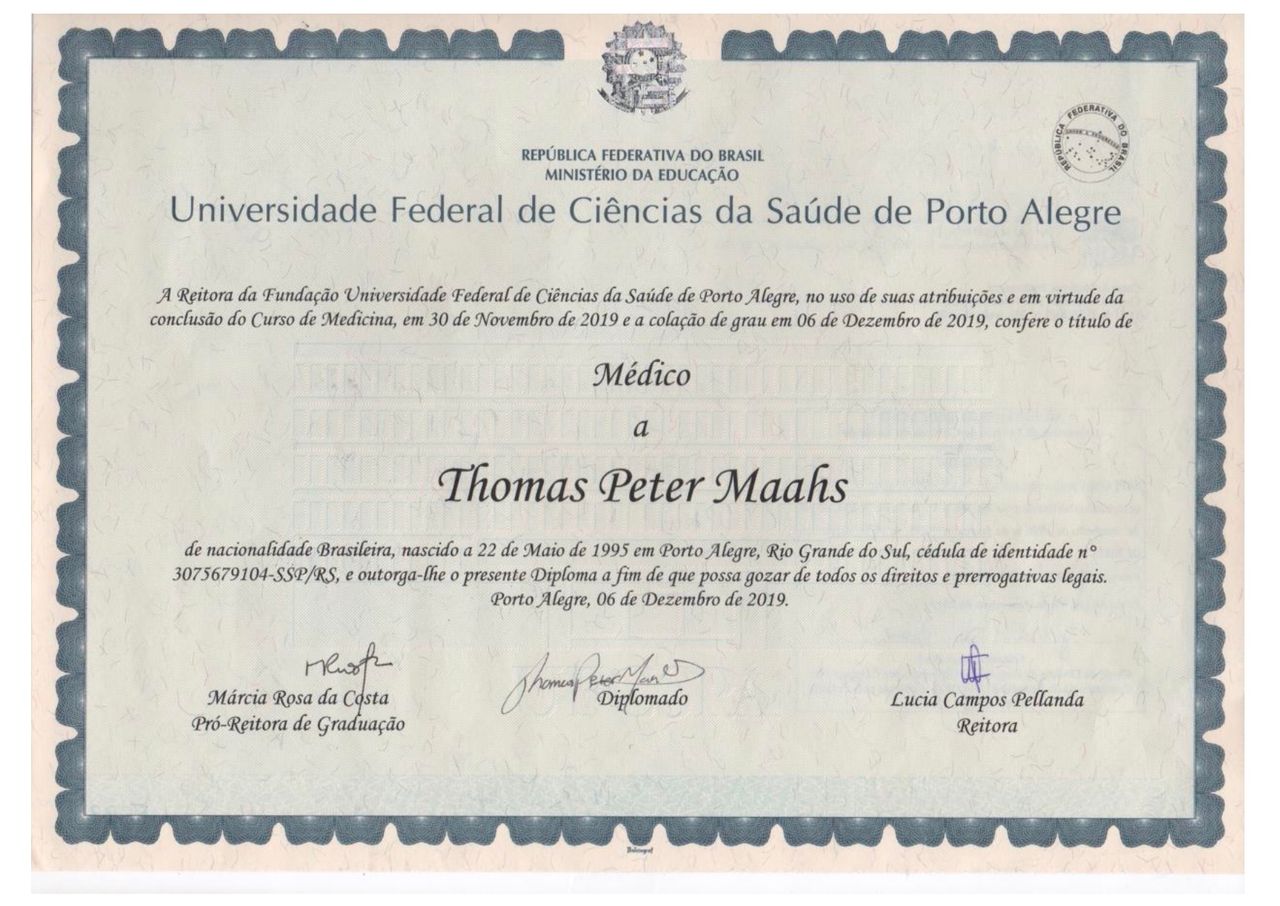 REPÚBLICA FEDERATIVA DO BRASIL
REPÚBLICA FEDERATIVA DO BRASIL
MINISTÉRIO DA EDUCAÇÃO
Universidade Federal de Ciências da Saúde de Porto Alegre
A Reitora da Fundação Universidade Federal de Ciências da Saúde de Porto Alegre, no uso de suas atribuições e em virtude da
conclusão do Curso de Medicina, em 30 de Novembro de 2019 e a colação de grau em 06 de Dezembro de 2019, confere o título de
Médico
a
Thomas Peter Maahs
de nacionalidade Brasileira, nascido a 22 de Maio de 1995 em Porto Alegre, Rio Grande do Sul, cédula de identidade nº
3075679104-SSP/RS, e outorga-lhe o presente Diploma a fim de que possa gozar de todos os direitos e prerrogativas legais.
Porto Alegre, 06 de Dezembro de 2019.
Thomas Peter Maahs
Márcia Rosa da Costa
Diplomado
Lucia Campos Pellanda
Pró-Reitora de Graduação
Reitora